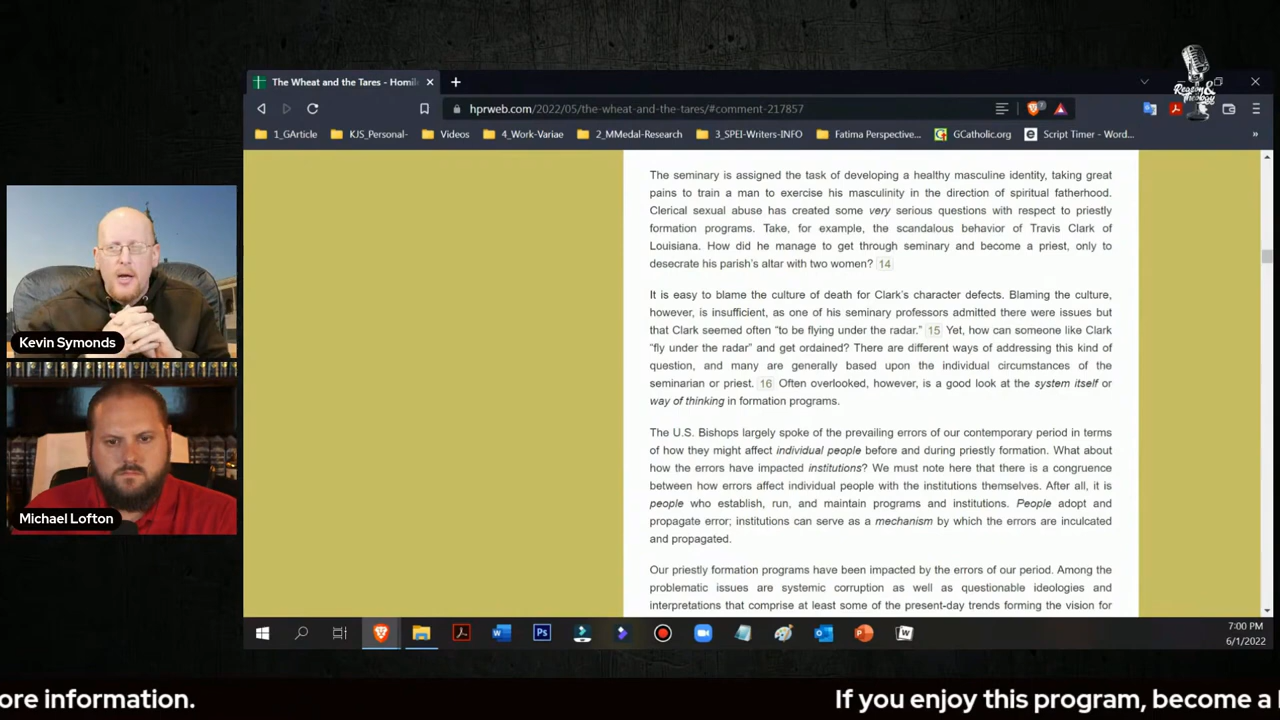 Reason &
Theology
The Wheat and the Tares - Homil
hprweb.com/2022/05/the-wheat-and-the-tares/#comment-217857
1_GArticle
KJS_Personal-
Videos
4_Work-Variae
2_MMedal-Research
3_SPEI-Writers-INFO
Fatima Perspective...
GCatholic.org
Script Timer - Word...
The seminary is assigned the task of developing a healthy masculine identity, taking great
pains to train a man to exercise his masculinity in the direction of spiritual fatherhood.
Clerical sexual abuse has created some very serious questions with respect to priestly
formation programs. Take, for example, the scandalous behavior of Travis Clark of
Louisiana. How did he manage to get through seminary and become a priest, only to
desecrate his parish's altar with two women? 14
It is easy to blame the culture of death for Clark's character defects. Blaming the culture,
however, is insufficient, as one of his seminary professors admitted there were issues but
that Clark seemed often “to be flying under the radar.” 15 Yet, how can someone like Clark
“fly under the radar” and get ordained? There are different ways of addressing this kind of
question, and many are generally based upon the individual circumstances of the
seminarian or priest. 16 Often overlooked, however, is a good look at the system itself or
way of thinking in formation programs.
The U.S. Bishops largely spoke of the prevailing errors of our contemporary period in terms
of how they might affect individual people before and during priestly formation. What about
how the errors have impacted institutions? We must note here that there is a congruence
between how errors affect individual people with the institutions themselves. After all, it is
people who establish, run, and maintain programs and institutions. People adopt and
propagate error; institutions can serve as a mechanism by which the errors are inculcated
and propagated.
Our priestly formation programs have been impacted by the errors of our period. Among the
problematic issues are systemic corruption as well as questionable ideologies and
interpretations that comprise at least some of the present-day trends forming the vision for
Kevin Symonds
Michael Lofton
7:00 PM
6/1/2022
ore information.
If you enjoy this program, become a